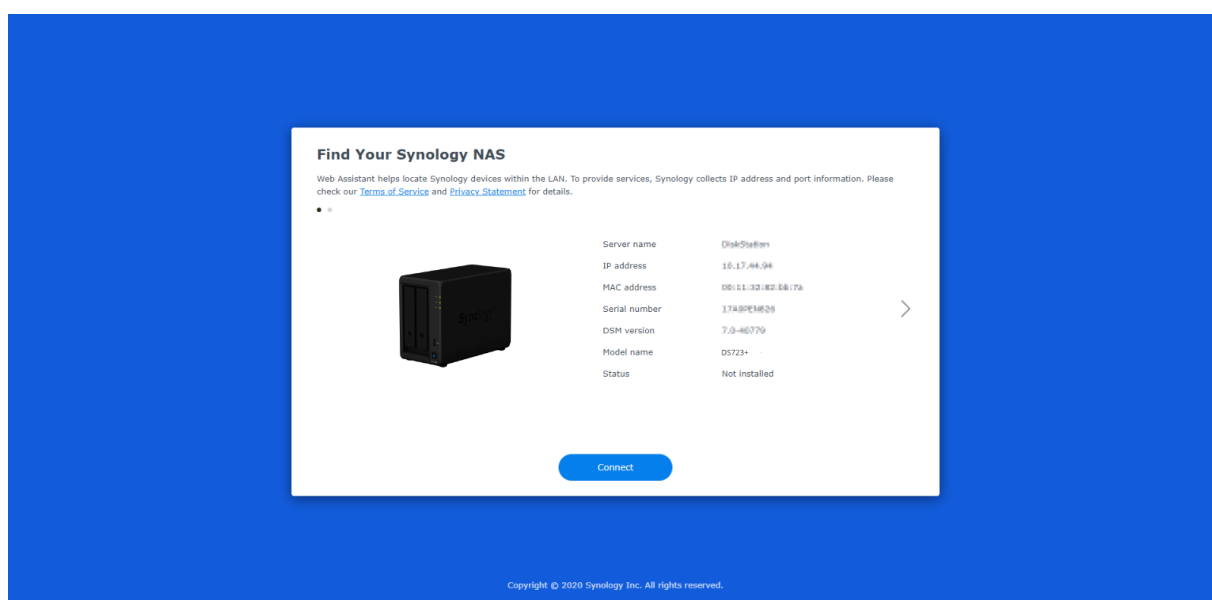 Find Your Synology NAS
Web Assistant helps locate Synology devices within the LAN. To provide services, Synology collects IP address and port information. Please
check our Terms of Service and Privacy Statement for details.
Synology
Server name DiskStation
IP address
MAC address
Serial number
DSM version
Model name DS723+
Status Not installed
Connect
Copyright © 2020 Synology Inc. All rights reserved.